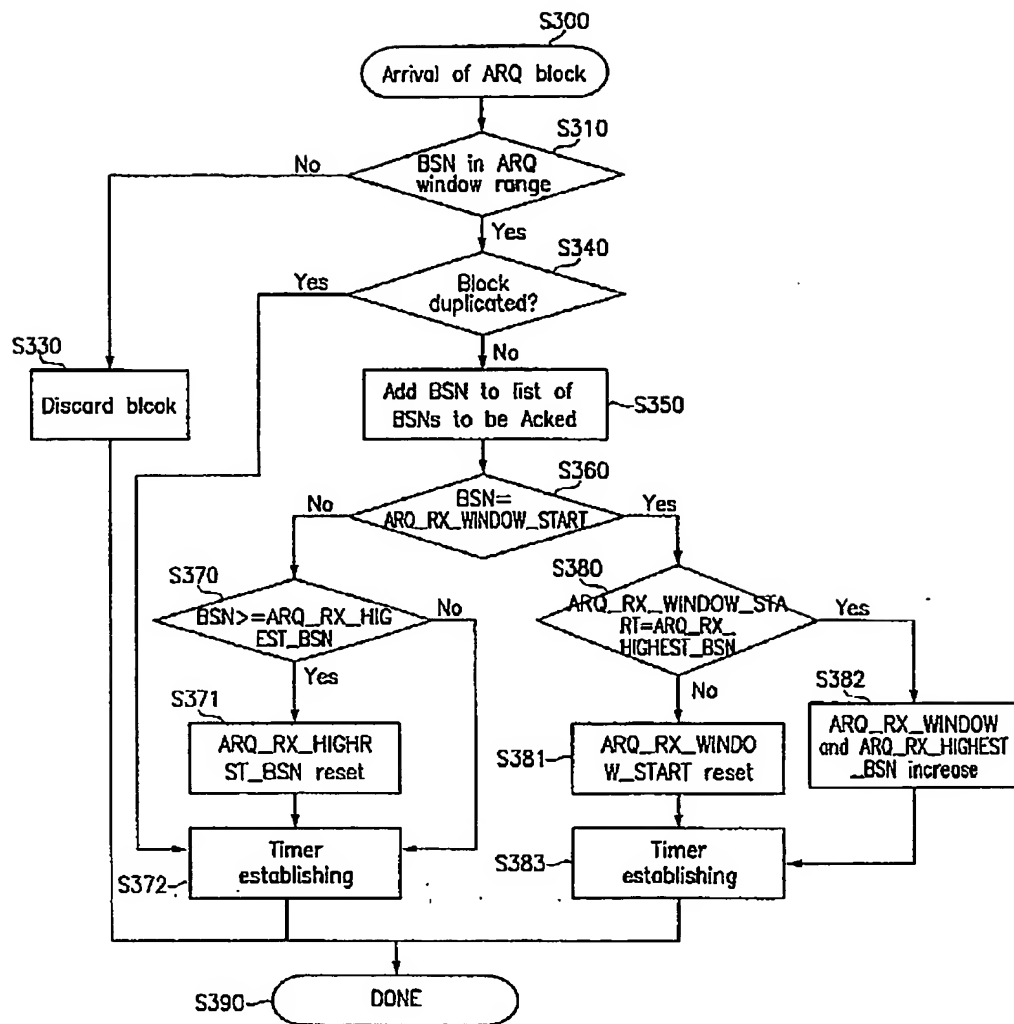 S300
Arrival of ARQ block
S310
BSN in ARQ
window range
No
Yes
S340
Block
duplicated?
Yes
No
S330
Discard block
Add BSN to list of
BSNs to be Acked
S350
S360
BSN=
ARQ_RX_WINDOW_START
No
Yes
S370
BSN>=ARQ_RX_HIG
EST_BSN
No
Yes
S380
ARQ_RX_WINDOW_STA
RT=ARQ_RX_
HIGHEST_BSN
Yes
No
S371
ARQ_RX_HIGHR
ST_BSN reset
S381
ARQ_RX_WINDO
W_START reset
S382
ARQ_RX_WINDOW
and ARQ_RX_HIGHEST
_BSN increase
S372
Timer
establishing
S383
Timer
establishing
S390
DONE